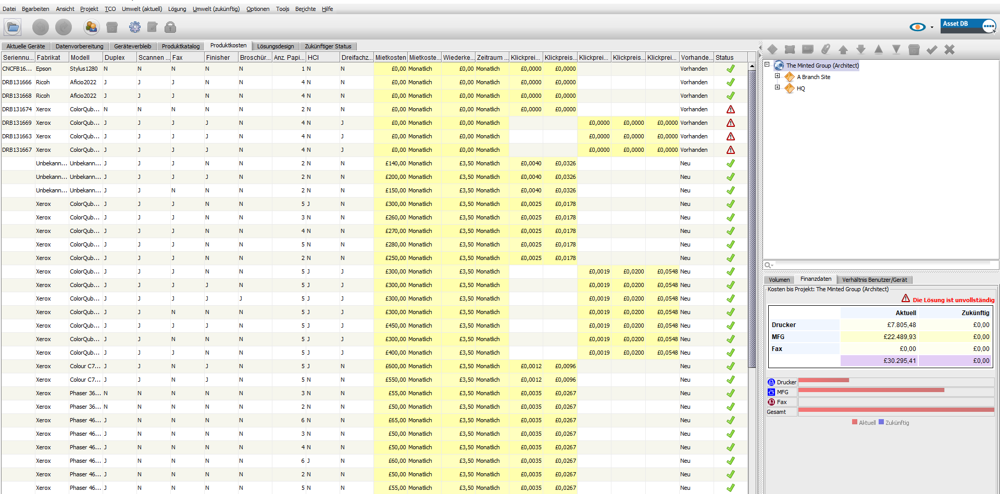 Datei Bearbeiten Ansicht Projekt TCO Umwelt (aktuell) Lösung Umwelt (zukünftig) Optionen Tools Berichte Hilfe
Asset DB
Aktuelle Geräte Datenvorbereitung Geräteverbleib Produktkatalog Produktkosten Lösungsdesign Zukünftiger Status
Seriennu... Fabrikat Modell Duplex Scannen ... Fax Finisher Broschür... Anz. Papi... HCI Dreifachz... Mietkosten Mietkoste... Wiederke... Zeitraum ... Klickprei... Klickpreis... Klickprei... Klickpreis... Klickprei... Vorhande... Status
CNCFB16... Epson Stylus1280 N N N N N 1 N N £0,00 Monatlich £0,00 Monatlich £0,0000 £0,0000 Vorhanden
DRB131666 Ricoh Aficio2022 J J J N N 4 N N £0,00 Monatlich £0,00 Monatlich £0,0000 £0,0000 Vorhanden
DRB131668 Ricoh Aficio2022 J J J N N 4 N N £0,00 Monatlich £0,00 Monatlich £0,0000 £0,0000 Vorhanden
DRB131674 Xerox ColorQub... N N N N N 2 N N £0,00 Monatlich £0,00 Monatlich £0,0000 £0,0000 Vorhanden
DRB131669 Xerox ColorQub... J J J J N 4 N J £0,00 Monatlich £0,00 Monatlich £0,0000 £0,0000 £0,0000 Vorhanden
DRB131663 Xerox ColorQub... J J J J N 4 N J £0,00 Monatlich £0,00 Monatlich £0,0000 £0,0000 £0,0000 Vorhanden
DRB131667 Xerox ColorQub... J J J J N 4 N J £0,00 Monatlich £0,00 Monatlich £0,0000 £0,0000 £0,0000 Vorhanden
Unbekann... Unbekann... J J J N N 2 N N £140,00 Monatlich £3,50 Monatlich £0,0040 £0,0326 Neu
Unbekann... Unbekann... J J J J N 2 N N £200,00 Monatlich £3,50 Monatlich £0,0040 £0,0326 Neu
Unbekann... Unbekann... J J N N N 2 N N £150,00 Monatlich £3,50 Monatlich £0,0040 £0,0326 Neu
Xerox ColorQub... J J J N N 5 J N £300,00 Monatlich £3,50 Monatlich £0,0025 £0,0178 Neu
Xerox ColorQub... J J J N N 3 N N £260,00 Monatlich £3,50 Monatlich £0,0025 £0,0178 Neu
Xerox ColorQub... J J J N N 4 N N £270,00 Monatlich £3,50 Monatlich £0,0025 £0,0178 Neu
Xerox ColorQub... J J J N N 5 N N £280,00 Monatlich £3,50 Monatlich £0,0025 £0,0178 Neu
Xerox ColorQub... J J J N N 2 N N £250,00 Monatlich £3,50 Monatlich £0,0025 £0,0178 Neu
Xerox ColorQub... J J J N N 5 J J £300,00 Monatlich £3,50 Monatlich £0,0019 £0,0200 £0,0548 Neu
Xerox ColorQub... J J J J N 5 J J £300,00 Monatlich £3,50 Monatlich £0,0019 £0,0200 £0,0548 Neu
Xerox ColorQub... J J J J J 5 J J £300,00 Monatlich £3,50 Monatlich £0,0019 £0,0200 £0,0548 Neu
Xerox ColorQub... J J N N N 5 J J £300,00 Monatlich £3,50 Monatlich £0,0019 £0,0200 £0,0548 Neu
Xerox ColorQub... J J J J N 5 J J £450,00 Monatlich £3,50 Monatlich £0,0019 £0,0200 £0,0548 Neu
Xerox ColorQub... J J N N N 5 J J £300,00 Monatlich £3,50 Monatlich £0,0019 £0,0200 £0,0548 Neu
Xerox ColorQub... J J J N N 5 J J £400,00 Monatlich £3,50 Monatlich £0,0019 £0,0200 £0,0548 Neu
Xerox Colour C7... J J N J N 5 J N £600,00 Monatlich £3,50 Monatlich £0,0012 £0,0096 Neu
Xerox Colour C7... J J N J N 5 N N £550,00 Monatlich £3,50 Monatlich £0,0012 £0,0096 Neu
Xerox Phaser 36... N N N N N 3 N N £55,00 Monatlich £3,50 Monatlich £0,0035 £0,0267 Neu
Xerox Phaser 36... N N N N N 2 N N £50,00 Monatlich £3,50 Monatlich £0,0035 £0,0267 Neu
Xerox Phaser 46... J N N N N 6 N N £65,00 Monatlich £3,50 Monatlich £0,0035 £0,0267 Neu
Xerox Phaser 46... J N N N N 3 N N £50,00 Monatlich £3,50 Monatlich £0,0035 £0,0267 Neu
Xerox Phaser 46... J N N N N 4 N N £50,00 Monatlich £3,50 Monatlich £0,0035 £0,0267 Neu
Xerox Phaser 46... J N N N N 6 J N £60,00 Monatlich £3,50 Monatlich £0,0035 £0,0267 Neu
Xerox Phaser 46... J N N N N 2 N N £50,00 Monatlich £3,50 Monatlich £0,0035 £0,0267 Neu
Xerox Phaser 46... J N N N N 5 N N £55,00 Monatlich £3,50 Monatlich £0,0035 £0,0267 Neu
The Minted Group (Architect)
A Branch Site
HQ
Volumen Finanzdaten Verhältnis Benutzer/Gerät
Kosten bis Projekt: The Minted Group (Architect)
Die Lösung ist unvollständig
Aktuell Zukünftig
Drucker £7.805,48 £0,00
MFG £22.489,93 £0,00
Fax £0,00 £0,00
£30.295,41 £0,00
Drucker
MFG
Fax
Gesamt
Aktuell Zukünftig